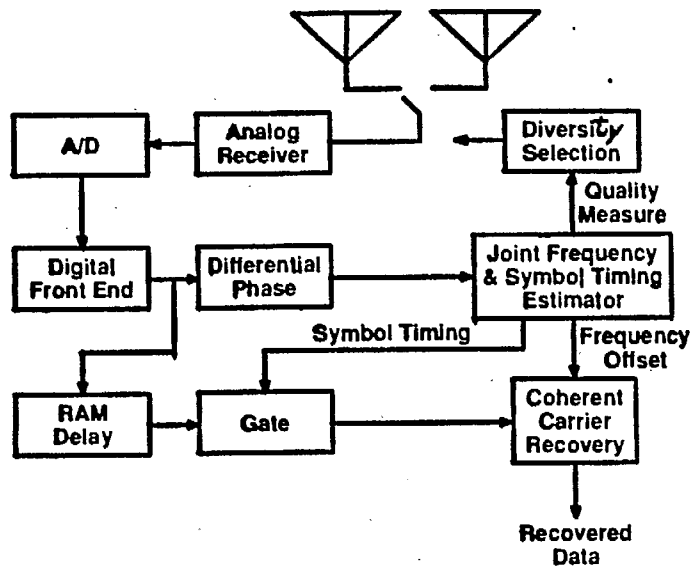 A/D
Analog
Receiver
Diversity
Selection
Quality
Measure
Digital
Front End
Differential
Phase
Joint Frequency
& Symbol Timing
Estimator
Symbol Timing
Frequency
Offset
RAM
Delay
Gate
Coherent
Carrier
Recovery
Recovered
Data